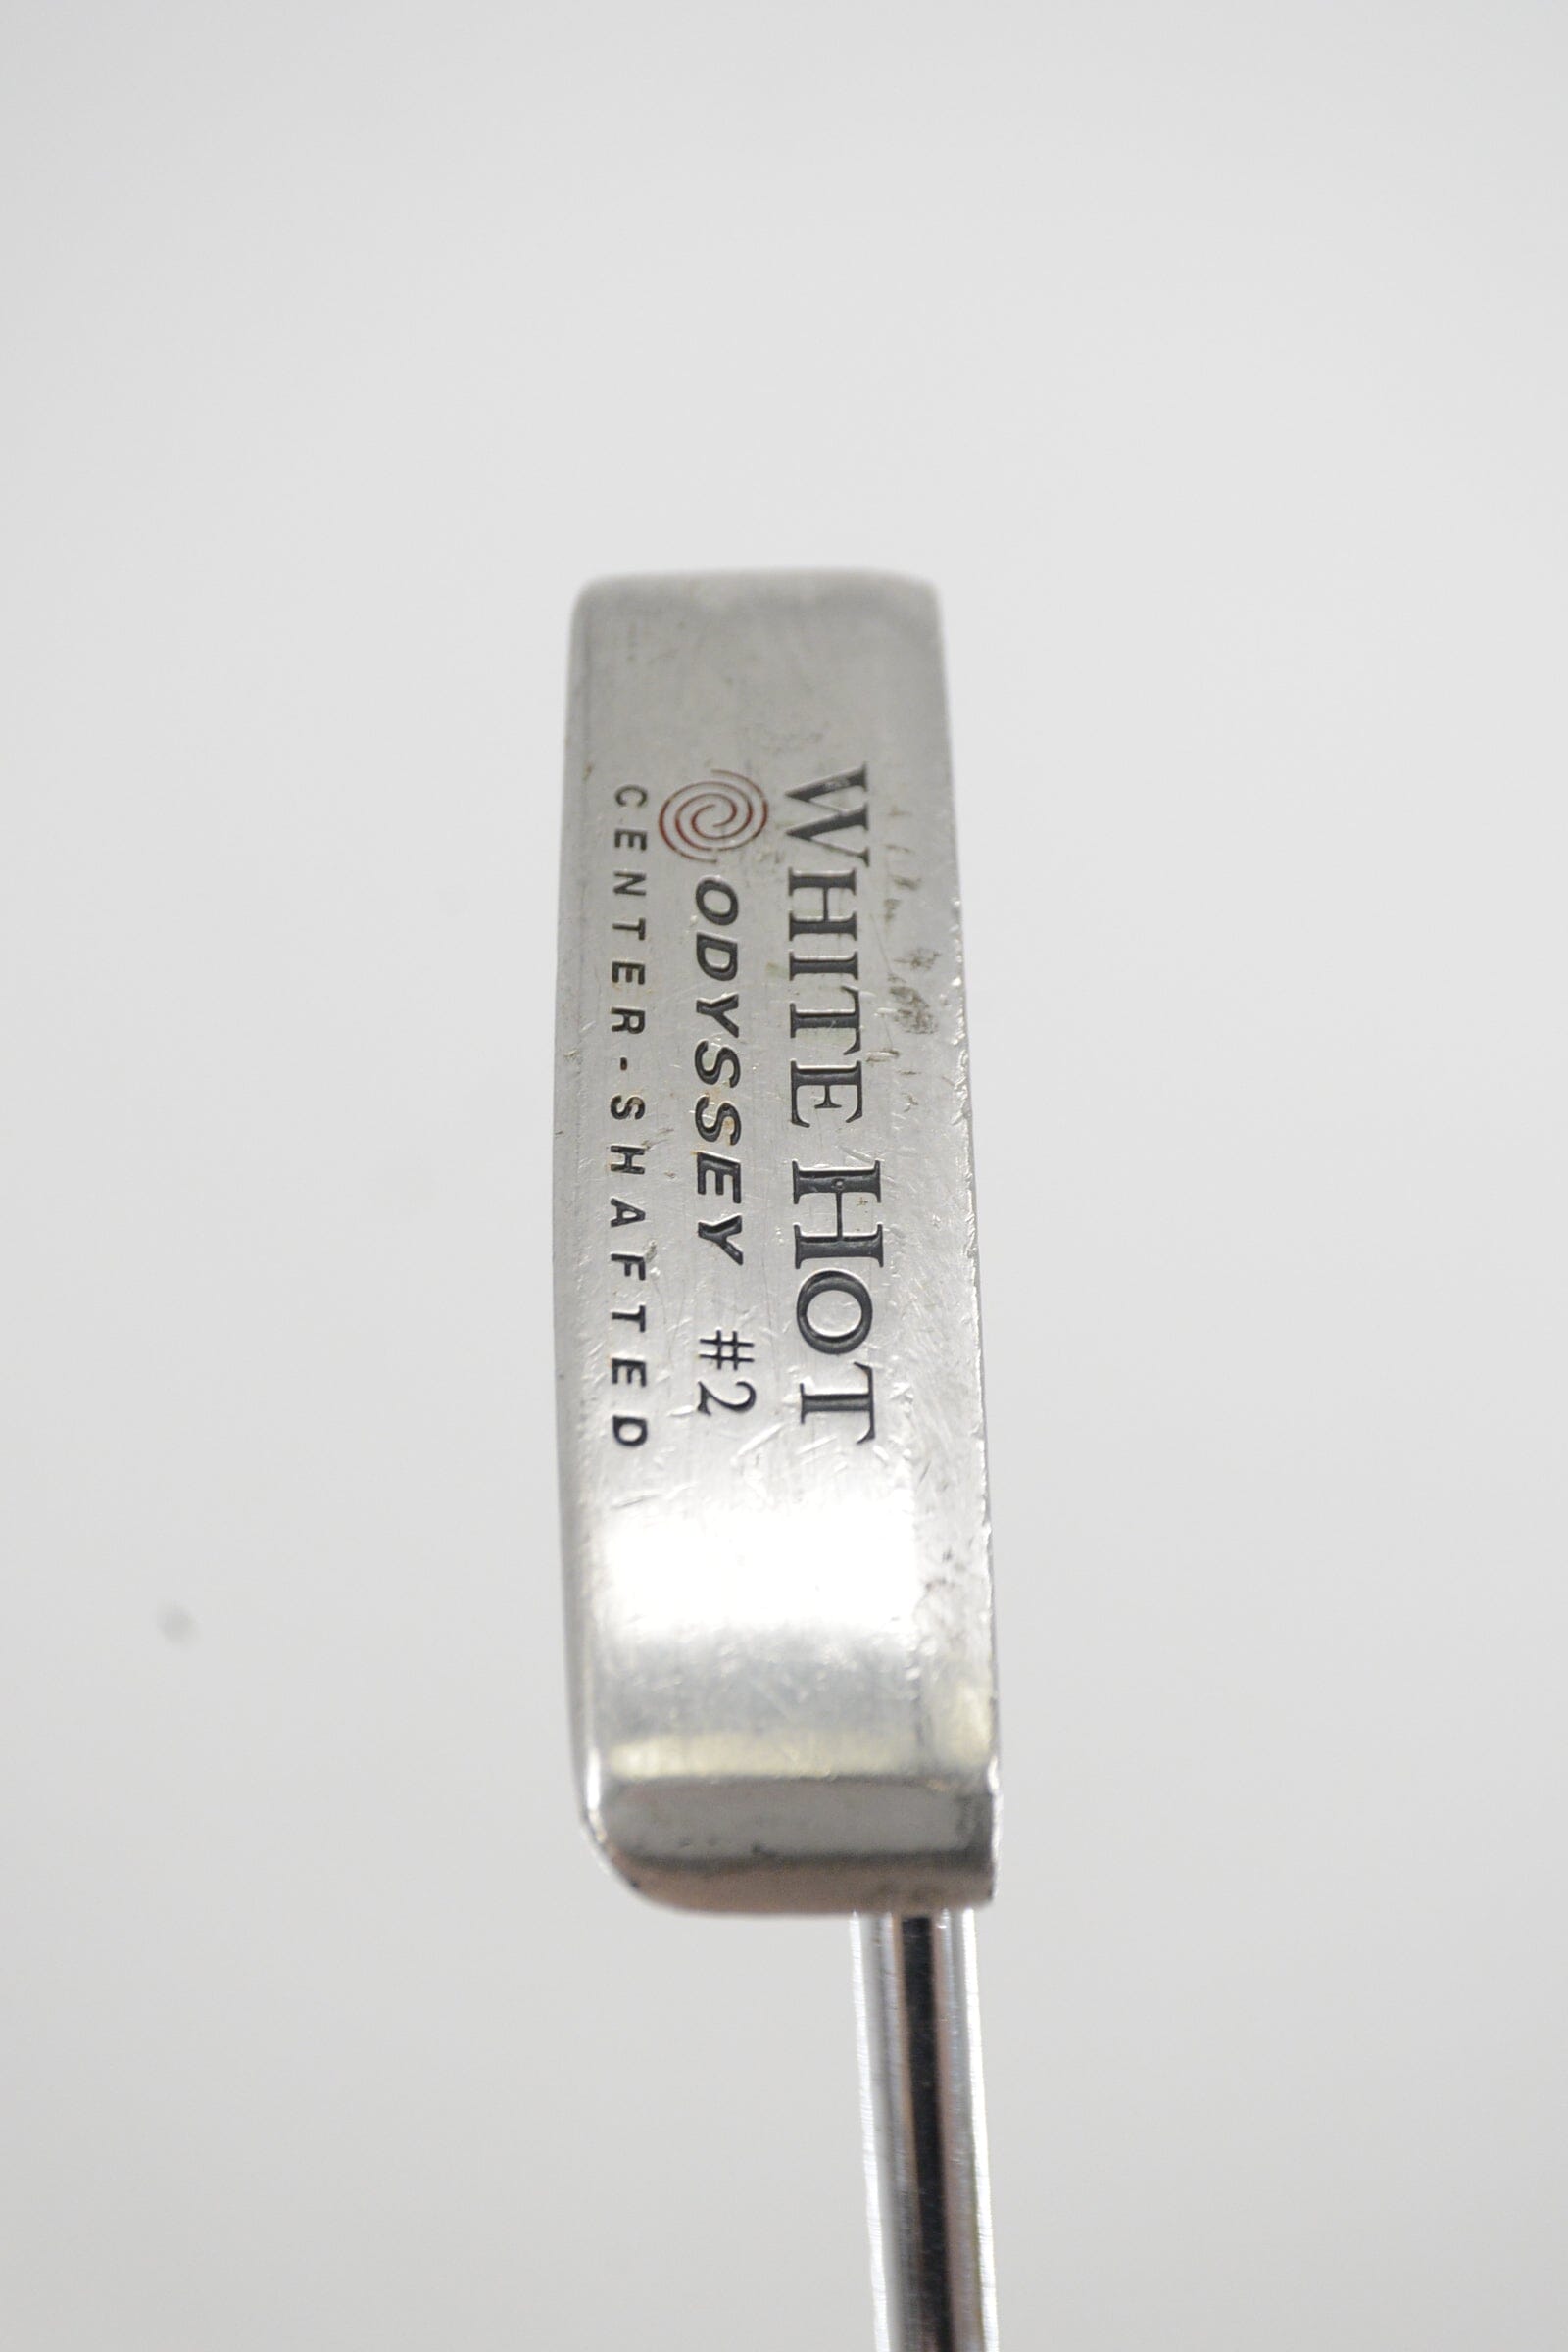 WHITE HOT
ODYSSEY #2
CENTER-SHAFTED